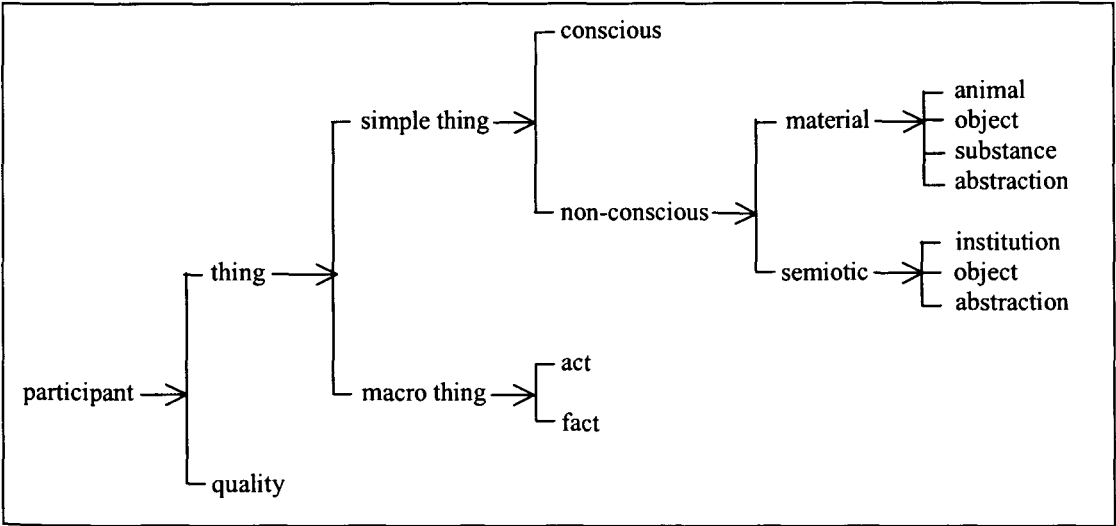 conscious
animal
simple thing
material
object
substance
abstraction
non-conscious
institution
thing
semiotic
object
abstraction
act
participant
macro thing
fact
quality